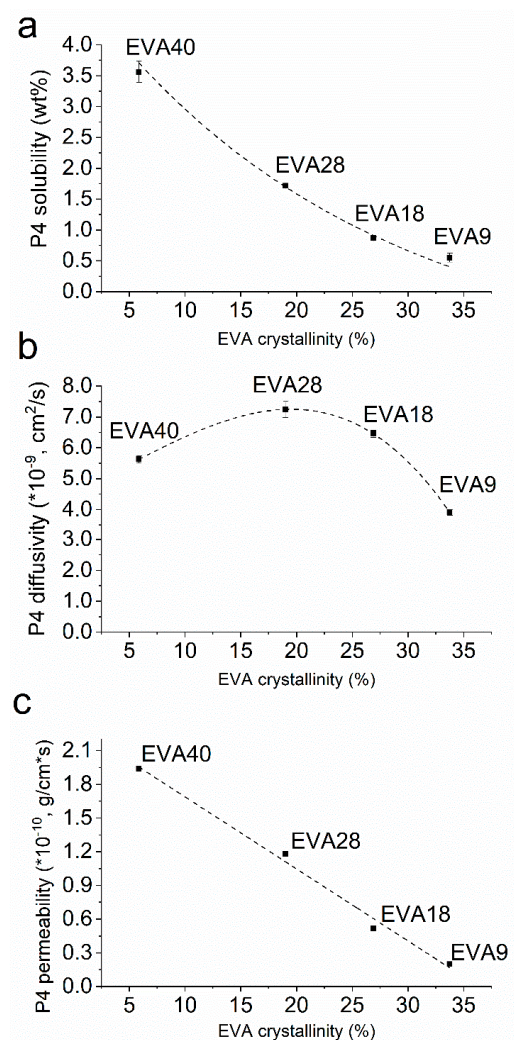 a
P4 solubility (wt%)
4.0
3.5
3.0
2.5
2.0
1.5
1.0
0.5
0.0
EVA40
EVA28
EVA18
EVA9
5 10 15 20 25 30 35
EVA crystallinity (%)
b
P4 diffusivity (*10⁻⁹, cm²/s)
8.0
7.0
6.0
5.0
4.0
3.0
2.0
1.0
0.0
EVA40
EVA28
EVA18
EVA9
5 10 15 20 25 30 35
EVA crystallinity (%)
c
P4 permeability (*10⁻¹⁰, g/cm*s)
2.1
1.8
1.5
1.2
0.9
0.6
0.3
0.0
EVA40
EVA28
EVA18
EVA9
5 10 15 20 25 30 35
EVA crystallinity (%)